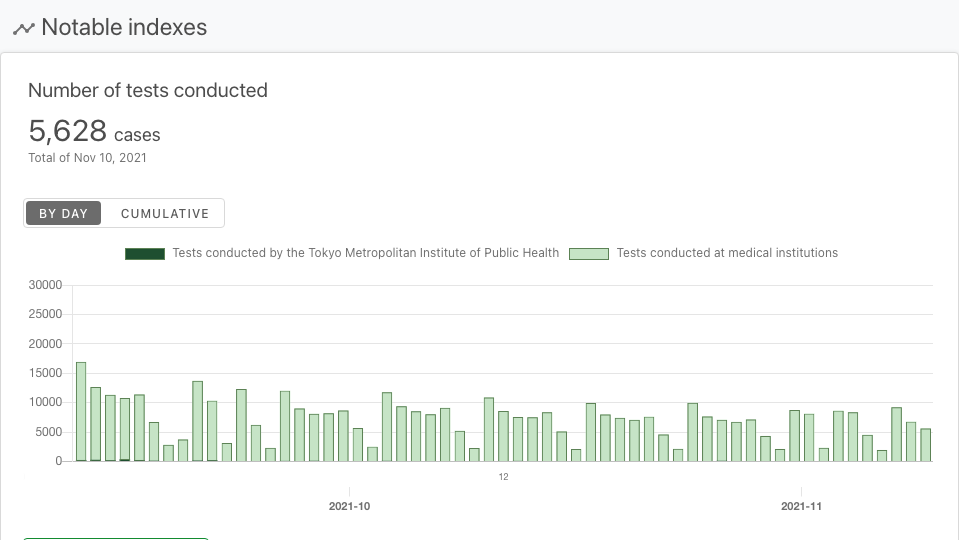 Notable indexes
Number of tests conducted
5,628 cases
Total of Nov 10, 2021
BY DAY CUMULATIVE
Tests conducted by the Tokyo Metropolitan Institute of Public Health Tests conducted at medical institutions
30000
25000
20000
15000
10000
5000
0
12
2021-10 2021-11